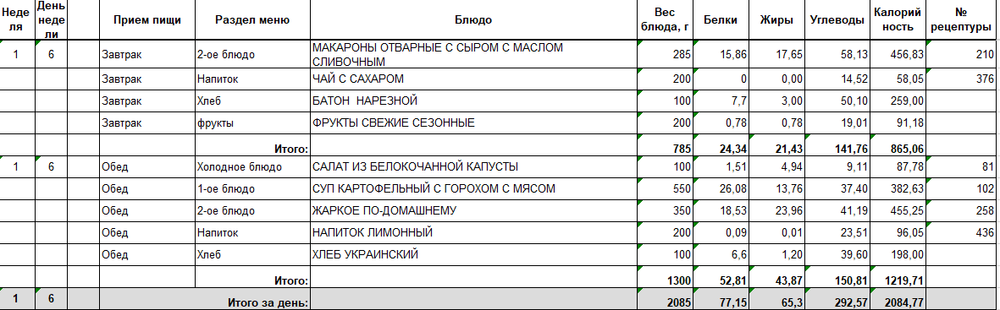 Неде День Прием пищи Раздел меню Блюдо Вес Белки Жиры Углеводы Калорий №
ля неде блюда, г ность рецептуры
ли
1 6 Завтрак 2-ое блюдо МАКАРОНЫ ОТВАРНЫЕ С СЫРОМ С МАСЛОМ 285 15,86 17,65 58,13 456,83 210
СЛИВОЧНЫМ
Завтрак Напиток ЧАЙ С САХАРОМ 200 0 0,00 14,52 58,05 376
Завтрак Хлеб БАТОН НАРЕЗНОЙ 100 7,7 3,00 50,10 259,00
Завтрак фрукты ФРУКТЫ СВЕЖИЕ СЕЗОННЫЕ 200 0,78 0,78 19,01 91,18
Итого: 785 24,34 21,43 141,76 865,06
1 6 Обед Холодное блюдо САЛАТ ИЗ БЕЛОКОЧАННОЙ КАПУСТЫ 100 1,51 4,94 9,11 87,78 81
Обед 1-ое блюдо СУП КАРТОФЕЛЬНЫЙ С ГОРОХОМ С МЯСОМ 550 26,08 13,76 37,40 382,63 102
Обед 2-ое блюдо ЖАРКОЕ ПО-ДОМАШНЕМУ 350 18,53 23,96 41,19 455,25 258
Обед Напиток НАПИТОК ЛИМОННЫЙ 200 0,09 0,01 23,51 96,05 436
Обед Хлеб ХЛЕБ УКРАИНСКИЙ 100 6,6 1,20 39,60 198,00
Итого: 1300 52,81 43,87 150,81 1219,71
1 6 Итого за день: 2085 77,15 65,3 292,57 2084,77